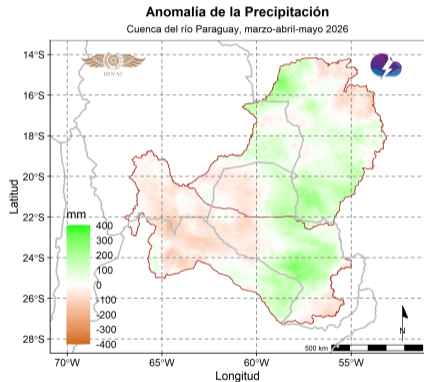 Anomalía de la Precipitación
Cuenca del río Paraguay, marzo-abril-mayo 2026
14°S
16°S
18°S
20°S
22°S
24°S
26°S
28°S
Latitud
DINAC
mm
400
300
200
100
0
-100
-200
-300
-400
N
500 km
70°W
65°W
60°W
55°W
Longitud